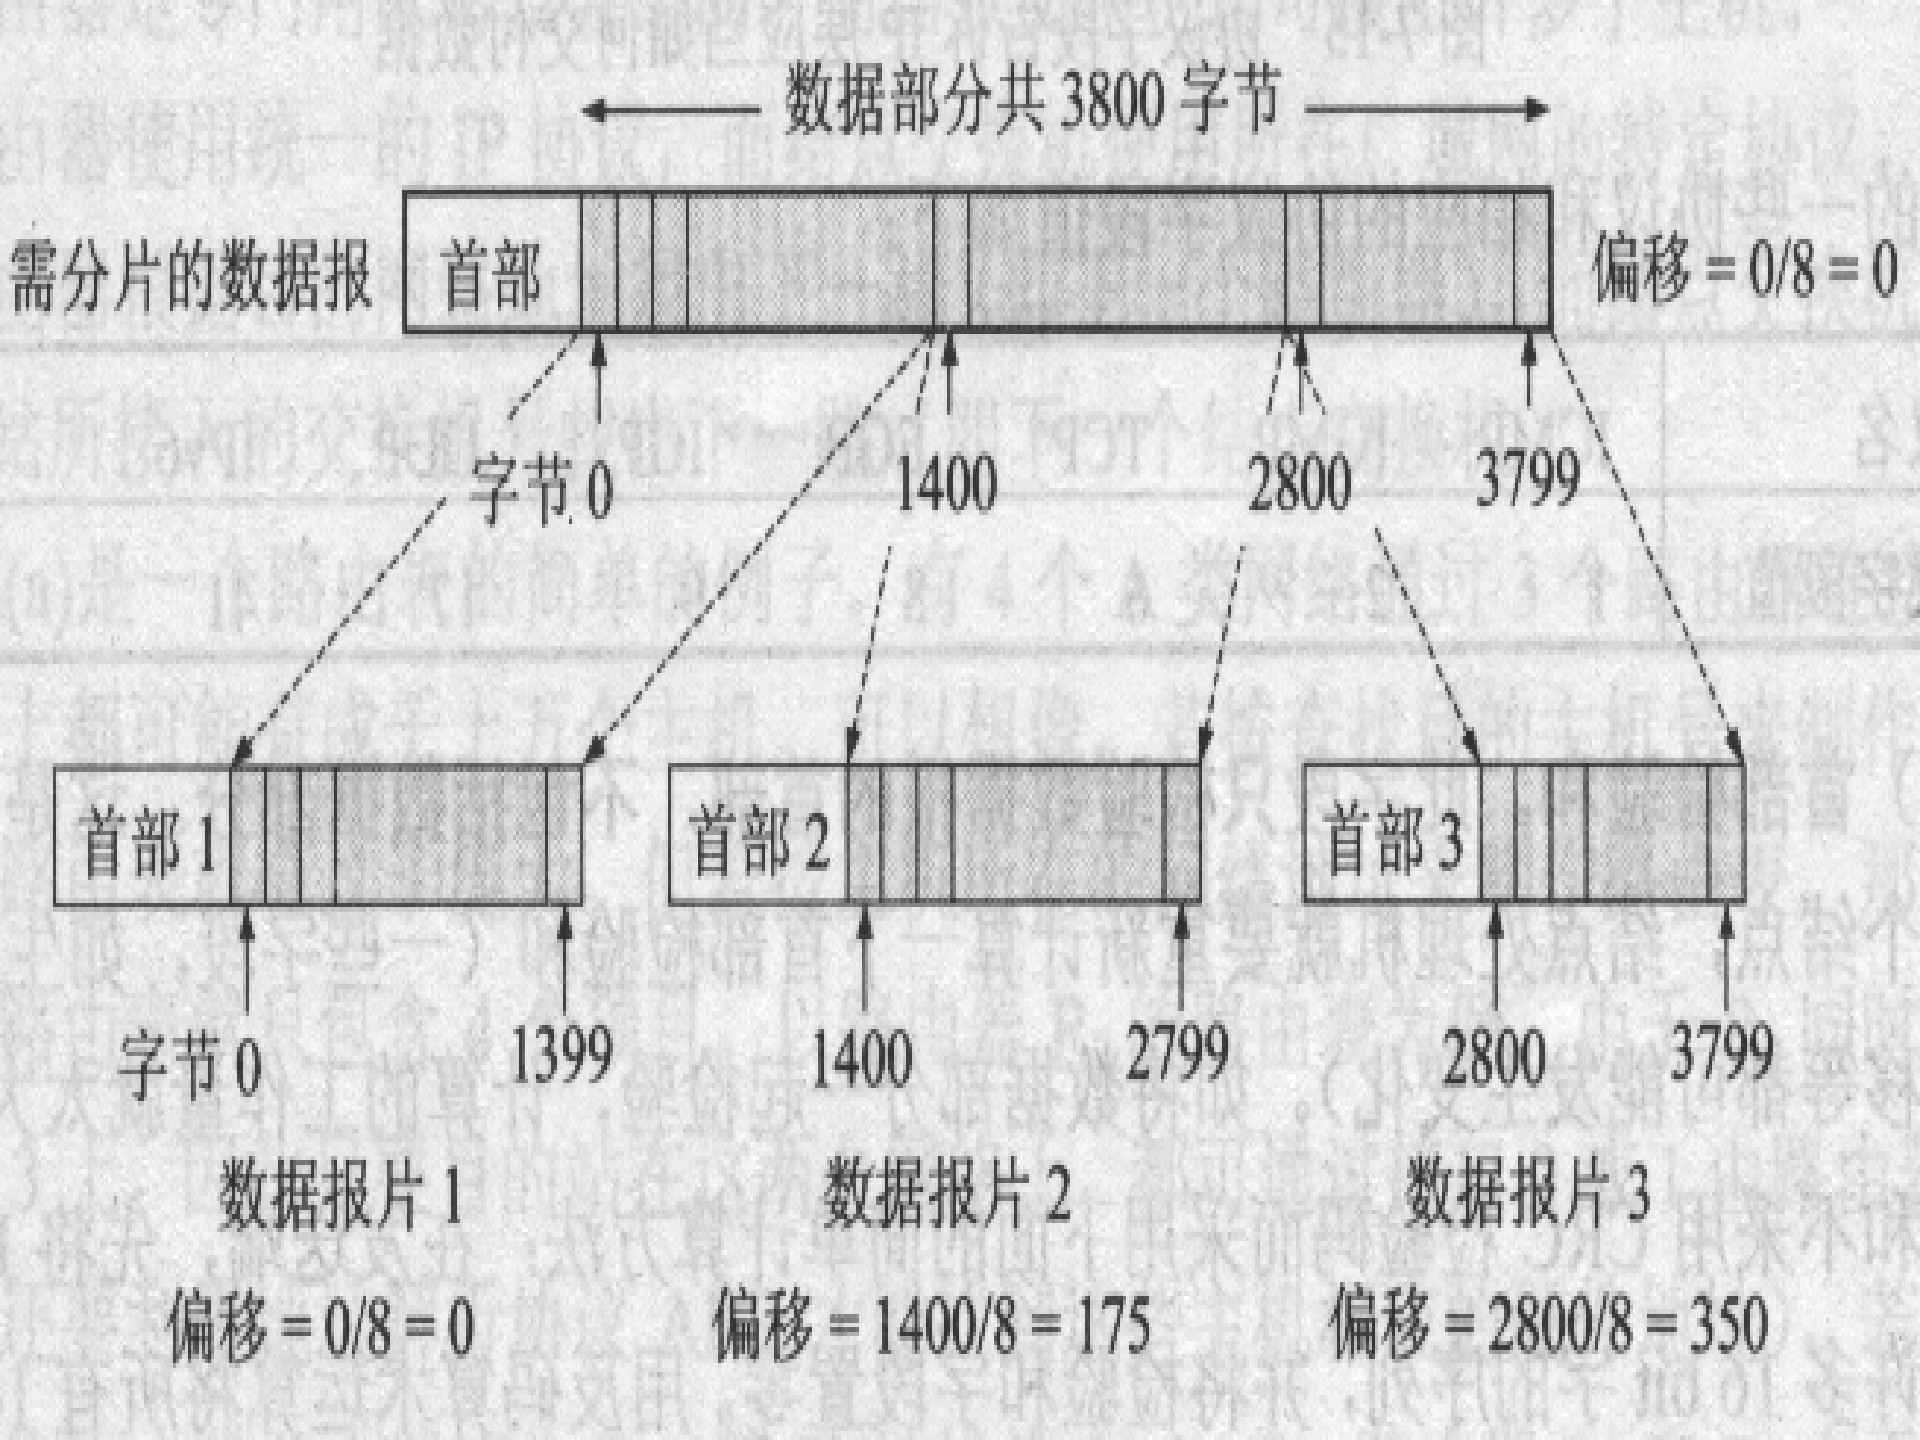 数据部分共 3800 字节
需分片的数据报
首部
偏移 = 0/8 = 0
字节 0
1400
2800
3799
首部 1
首部 2
首部 3
字节 0
1399
1400
2799
2800
3799
数据报片 1
数据报片 2
数据报片 3
偏移 = 0/8 = 0
偏移 = 1400/8 = 175
偏移 = 2800/8 = 350